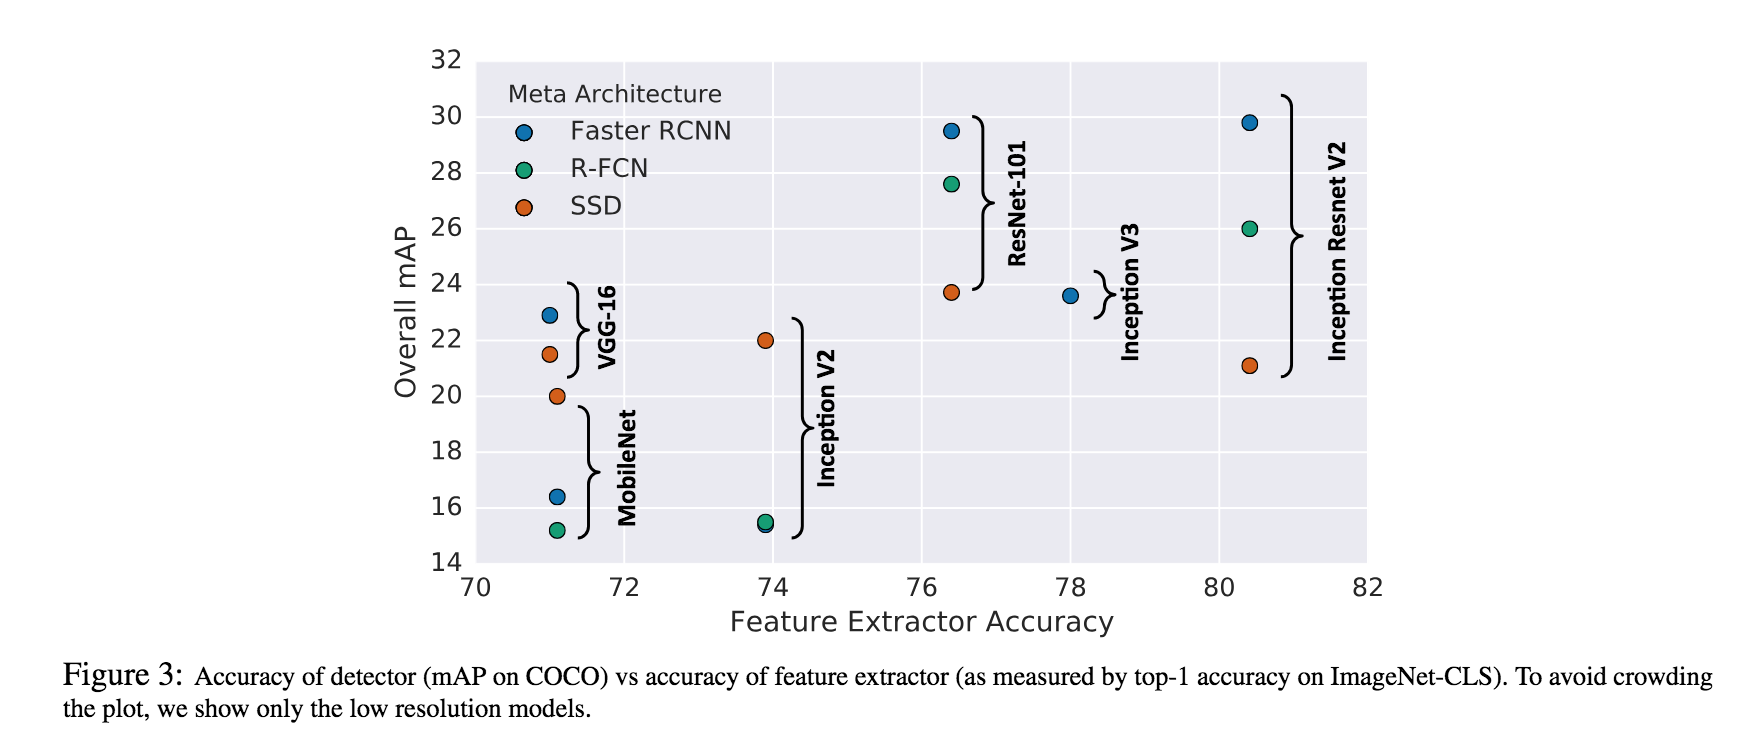 32
30
28
26
24
22
20
18
16
14
Overall mAP
Meta Architecture
Faster RCNN
R-FCN
SSD
VGG-16
MobileNet
Inception V2
ResNet-101
Inception V3
Inception Resnet V2
70 72 74 76 78 80 82
Feature Extractor Accuracy
Figure 3: Accuracy of detector (mAP on COCO) vs accuracy of feature extractor (as measured by top-1 accuracy on ImageNet-CLS). To avoid crowding
the plot, we show only the low resolution models.